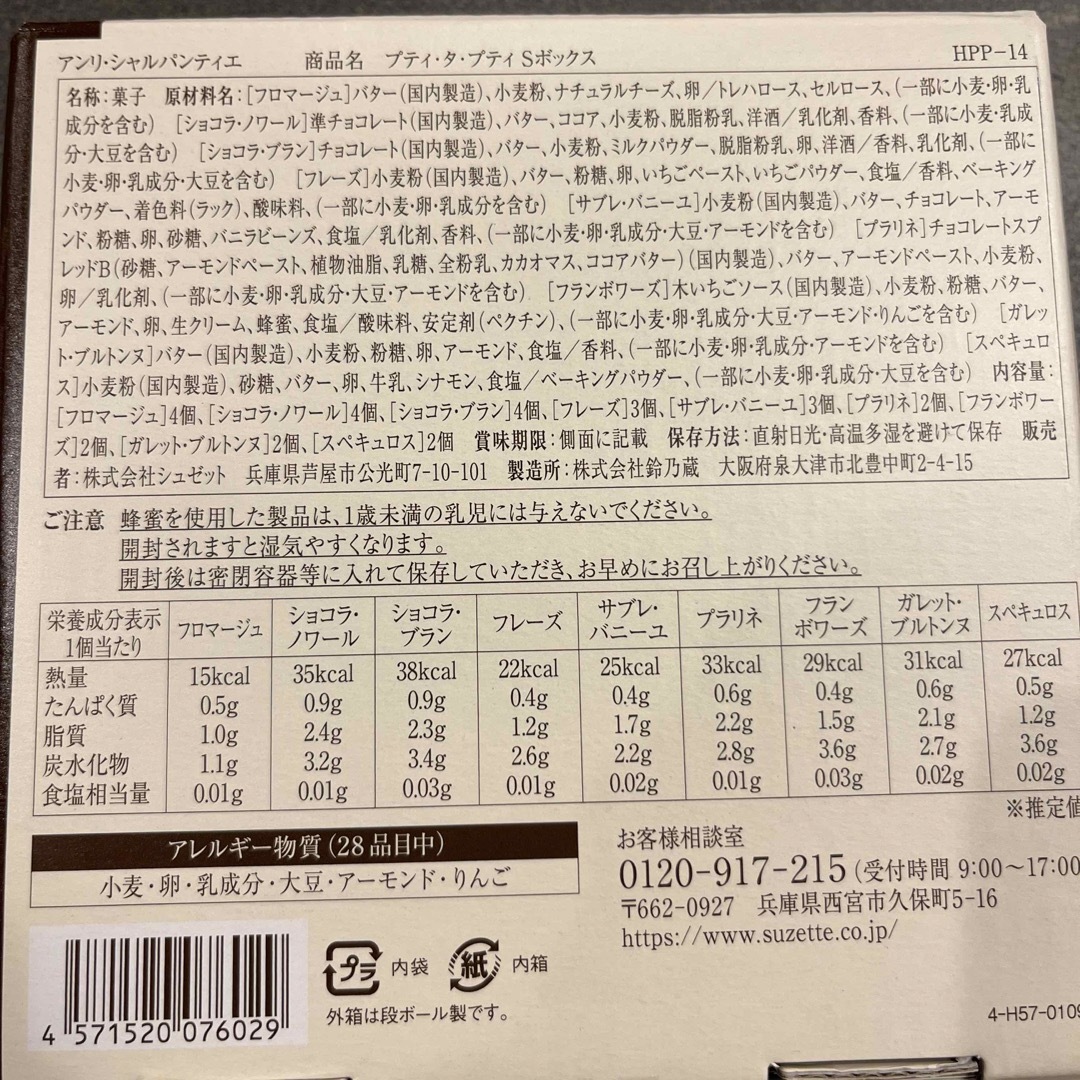 アンリ・シャルパンティエ 商品名 プティ・タ・プティ Sボックス HPP-14
名称:菓子 原材料名:[フロマージュ]バター(国内製造)、小麦粉、ナチュラルチーズ、卵/トレハロース、セルロース、(一部に小麦・卵・乳
成分を含む) [ショコラ・ノワール]準チョコレート(国内製造)、バター、ココア、小麦粉、脱脂粉乳、洋酒/乳化剤、香料、(一部に小麦・乳成
分・大豆を含む) [ショコラ・ブラン]チョコレート(国内製造)、バター、小麦粉、ミルクパウダー、脱脂粉乳、卵、洋酒/香料、乳化剤、(一部に
小麦・卵・乳成分・大豆を含む) [フレーズ]小麦粉(国内製造)、バター、粉糖、卵、いちごペースト、いちごパウダー、食塩/香料、ベーキング
パウダー、着色料(ラック)、酸味料、(一部に小麦・卵・乳成分を含む) [サブレ・バニーユ]小麦粉(国内製造)、バター、チョコレート、アーモ
ンド、粉糖、卵、砂糖、バニラビーンズ、食塩/乳化剤、香料、(一部に小麦・卵・乳成分・大豆・アーモンドを含む) [プラリネ]チョコレートスプ
レッドB(砂糖、アーモンドペースト、植物油脂、乳糖、全粉乳、カカオマス、ココアバター)(国内製造)、バター、アーモンドペースト、小麦粉、
卵/乳化剤、(一部に小麦・卵・乳成分・大豆・アーモンドを含む) [フランボワーズ]木いちごソース(国内製造)、小麦粉、粉糖、バター、
アーモンド、卵、生クリーム、蜂蜜、食塩/酸味料、安定剤(ペクチン)、(一部に小麦・卵・乳成分・大豆・アーモンド・りんごを含む) [ガレッ
ト・ブルトンヌ]バター(国内製造)、小麦粉、粉糖、卵、アーモンド、食塩/香料、(一部に小麦・卵・乳成分・アーモンドを含む) [スペキュロ
ス]小麦粉(国内製造)、砂糖、バター、卵、牛乳、シナモン、食塩/ベーキングパウダー、(一部に小麦・卵・乳成分・大豆を含む) 内容量:
[フロマージュ]4個、[ショコラ・ノワール]4個、[ショコラ・ブラン]4個、[フレーズ]3個、[サブレ・バニーユ]3個、[プラリネ]2個、[フランボワー
ズ]2個、[ガレット・ブルトンヌ]2個、[スペキュロス]2個 賞味期限:側面に記載 保存方法:直射日光・高温多湿を避けて保存 販売
者:株式会社シュゼット 兵庫県芦屋市公光町7-10-101 製造所:株式会社鈴乃蔵 大阪府泉大津市北豊中町2-4-15
ご注意 蜂蜜を使用した製品は、1歳未満の乳児には与えないでください。
開封されますと湿気やすくなります。
開封後は密閉容器等に入れて保存していただき、お早めにお召し上がりください。
栄養成分表示 1個当たり フロマージュ ショコラ・ノワール ショコラ・ブラン フレーズ サブレ・バニーユ プラリネ フランボワーズ ガレット・ブルトンヌ スペキュロス
熱量 15kcal 35kcal 38kcal 22kcal 25kcal 33kcal 29kcal 31kcal 27kcal
たんぱく質 0.5g 0.9g 0.9g 0.4g 0.4g 0.6g 0.4g 0.6g 0.5g
脂質 1.0g 2.4g 2.3g 1.2g 1.7g 2.2g 1.5g 2.1g 1.2g
炭水化物 1.1g 3.2g 3.4g 2.6g 2.2g 2.8g 3.6g 2.7g 3.6g
食塩相当量 0.01g 0.01g 0.03g 0.01g 0.02g 0.01g 0.03g 0.02g 0.02g
※推定値
アレルギー物質(28品目中)
小麦・卵・乳成分・大豆・アーモンド・りんご
お客様相談室
0120-917-215(受付時間 9:00〜17:00
〒662-0927 兵庫県西宮市久保町5-16
https://www.suzette.co.jp/
プラ 内袋 紙 内箱
外箱は段ボール製です。
4 571520 076029
4-H57-0109